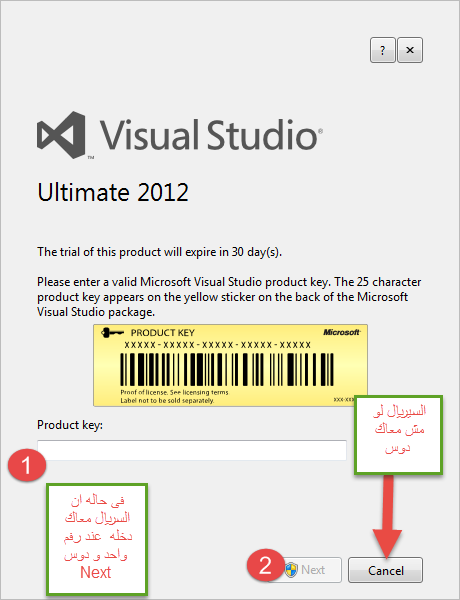 ? ×
Visual Studio®
™
Ultimate 2012
The trial of this product will expire in 30 day(s).
Please enter a valid Microsoft Visual Studio product key. The 25 character
product key appears on the yellow sticker on the back of the Microsoft
Visual Studio package.
PRODUCT KEY
Microsoft
XXXXX - XXXXX - XXXXX - XXXXX - XXXXX
Proof of license. See licensing terms.
Label not to be sold separately.
xxx-xx
السيريال لو
مش معاك
دوس
Product key:
1
فى حاله ان
السريال معاك
دخله عند رقم
واحد و دوس
Next
2
Next
Cancel